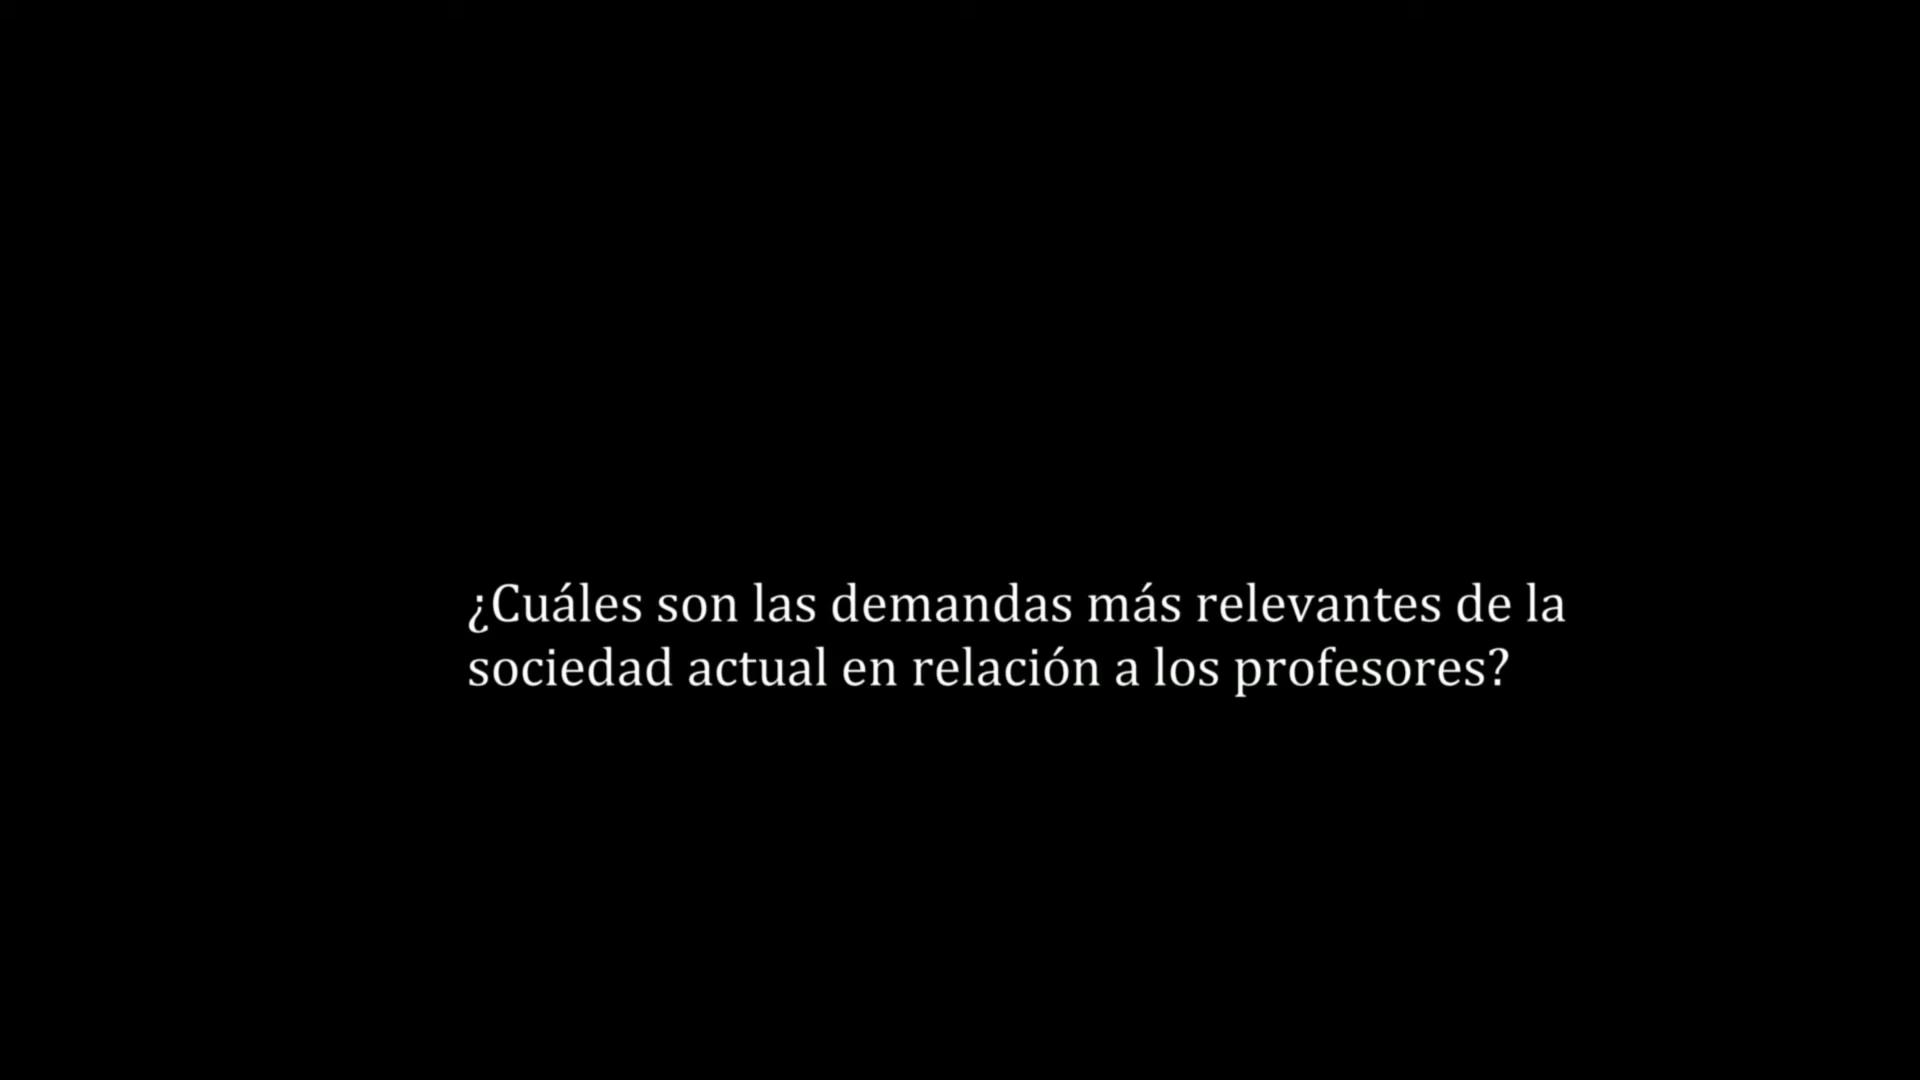 ¿Cuáles son las demandas más relevantes de la
sociedad actual en relación a los profesores?